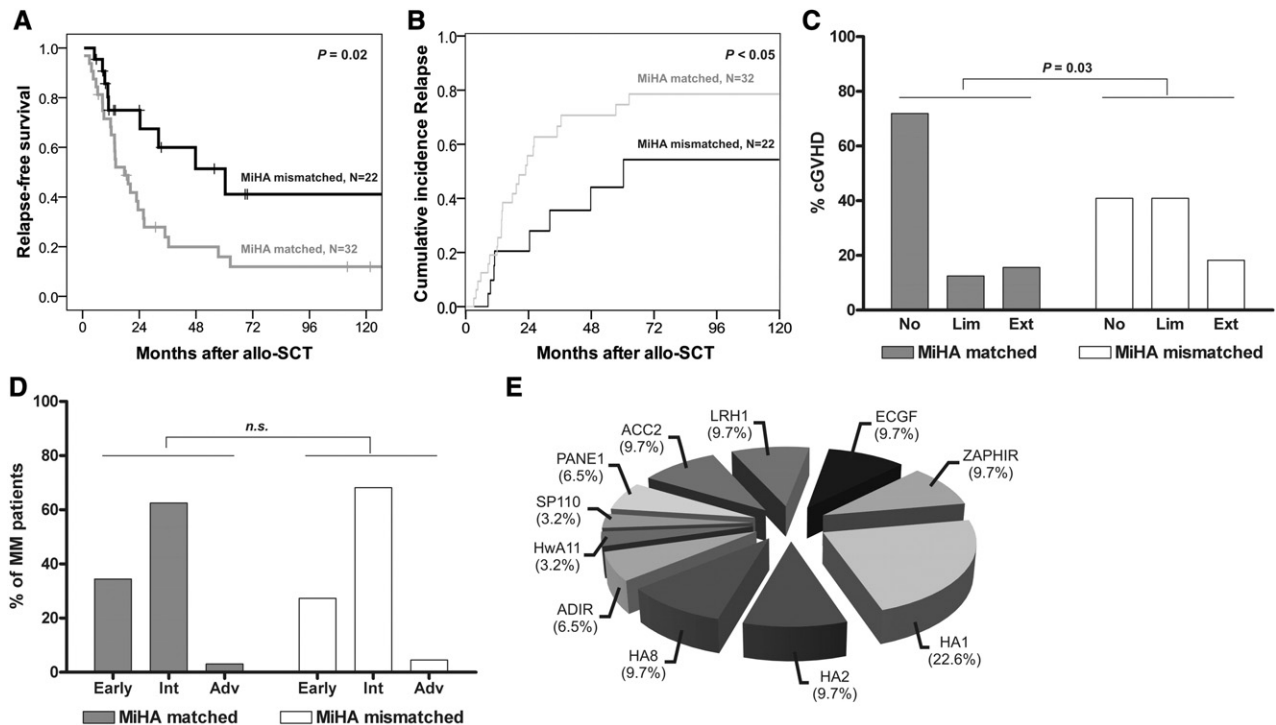 A
Relapse-free survival
1.0
0.8
0.6
0.4
0.2
0.0
P = 0.02
MiHA mismatched, N=22
MiHA matched, N=32
0 24 48 72 96 120
Months after allo-SCT
B
Cumulative incidence Relapse
1.0
0.8
0.6
0.4
0.2
0.0
P < 0.05
MiHA matched, N=32
MiHA mismatched, N=22
0 24 48 72 96 120
Months after allo-SCT
C
% cGVHD
100
80
60
40
20
0
P = 0.03
No Lim Ext No Lim Ext
MiHA matched MiHA mismatched
D
% of MM patients
100
80
60
40
20
0
n.s.
Early Int Adv Early Int Adv
MiHA matched MiHA mismatched
E
ECGF
(9.7%)
ZAPHIR
(9.7%)
HA1
(22.6%)
HA2
(9.7%)
HA8
(9.7%)
ADIR
(6.5%)
HwA11
(3.2%)
SP110
(3.2%)
PANE1
(6.5%)
ACC2
(9.7%)
LRH1
(9.7%)